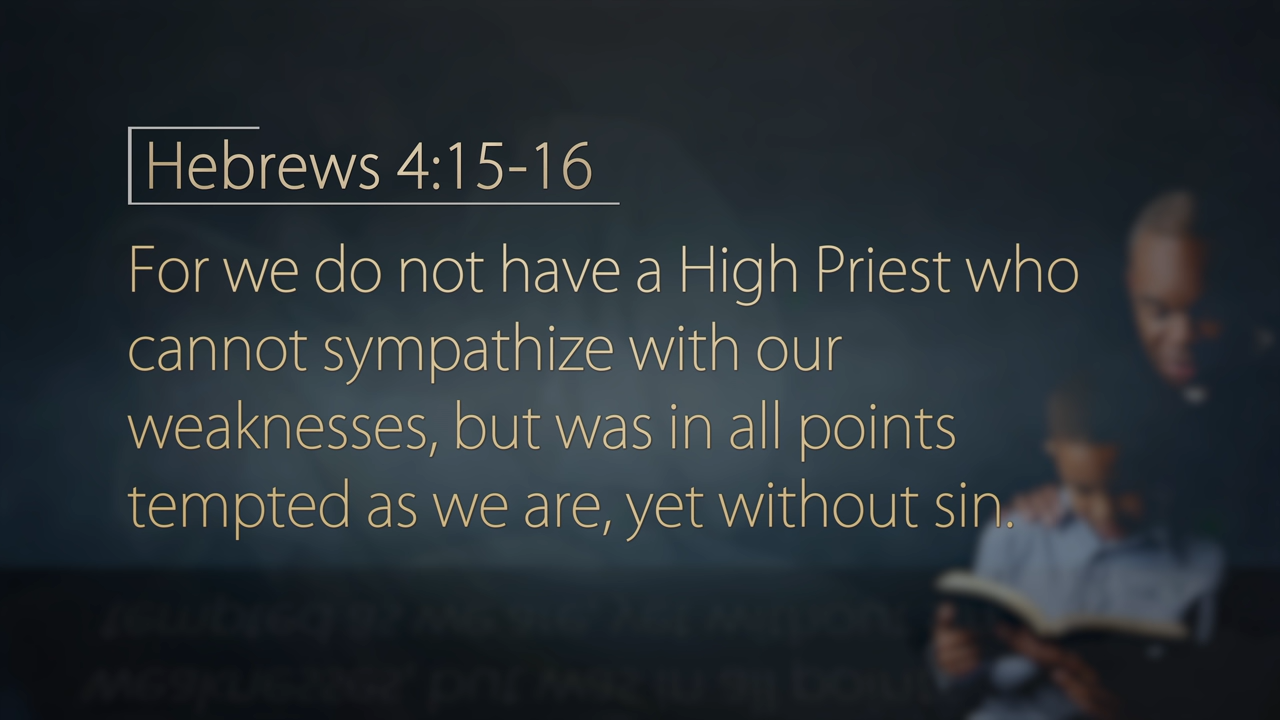 Hebrews 4:15-16
For we do not have a High Priest who
cannot sympathize with our
weaknesses, but was in all points
tempted as we are, yet without sin.